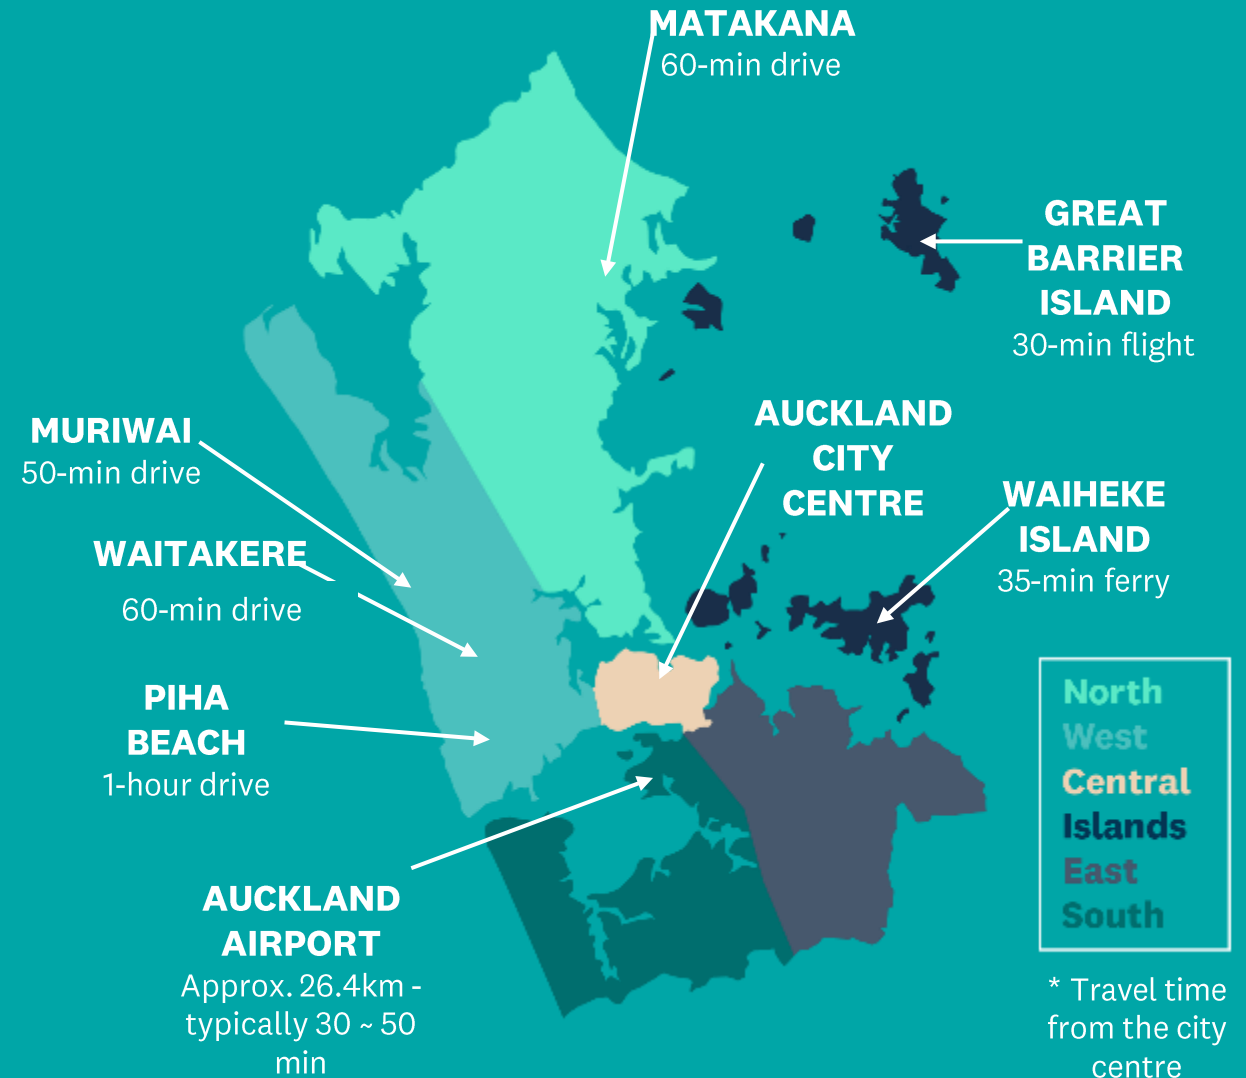 MATAKANA
60-min drive
GREAT
BARRIER
ISLAND
30-min flight
MURIWAI
50-min drive
AUCKLAND
CITY
CENTRE
WAIHEKE
ISLAND
35-min ferry
WAITAKERE
60-min drive
PIHA
BEACH
1-hour drive
AUCKLAND
AIRPORT
Approx. 26.4km -
typically 30 ~ 50
min
North
West
Central
Islands
East
South
* Travel time
from the city
centre